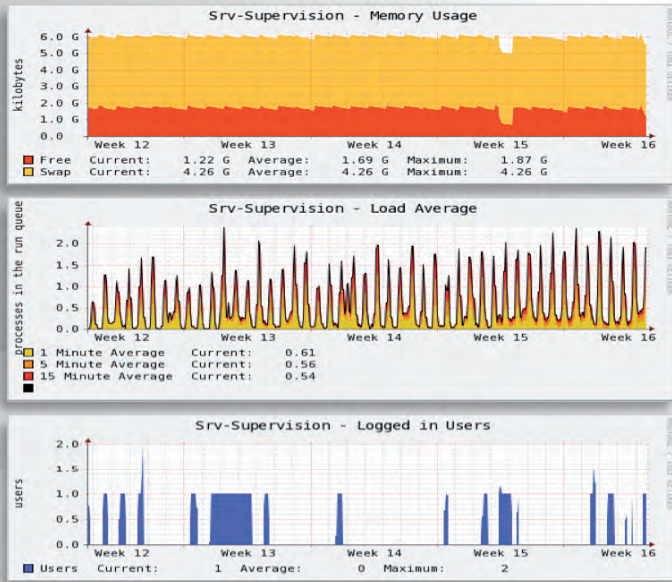 Srv-Supervision - Memory Usage
kilobytes
6.0 G
5.0 G
4.0 G
3.0 G
2.0 G
1.0 G
0.0
Week 12 Week 13 Week 14 Week 15 Week 16
Free Current: 1.22 G Average: 1.69 G Maximum: 1.87 G
Swap Current: 4.26 G Average: 4.26 G Maximum: 4.26 G
Srv-Supervision - Load Average
processes in the run queue
2.0
1.5
1.0
0.5
0.0
Week 12 Week 13 Week 14 Week 15 Week 16
1 Minute Average Current: 0.61
5 Minute Average Current: 0.56
15 Minute Average Current: 0.54
Srv-Supervision - Logged in Users
users
2.0
1.5
1.0
0.5
0.0
Week 12 Week 13 Week 14 Week 15 Week 16
Users Current: 1 Average: 0 Maximum: 2